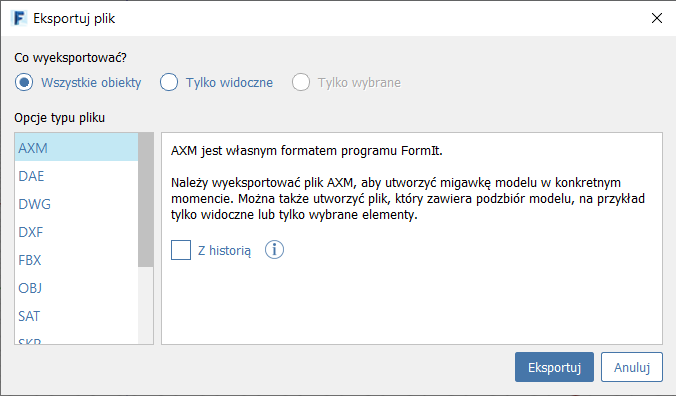 Eksportuj plik
Co wyeksportować?
Wszystkie obiekty Tylko widoczne Tylko wybrane
Opcje typu pliku
AXM
DAE
DWG
DXF
FBX
OBJ
SAT
SKP
AXM jest własnym formatem programu FormIt.
Należy wyeksportować plik AXM, aby utworzyć migawkę modelu w konkretnym
momencie. Można także utworzyć plik, który zawiera podzbiór modelu, na przykład
tylko widoczne lub tylko wybrane elementy.
Z historią
Eksportuj Anuluj